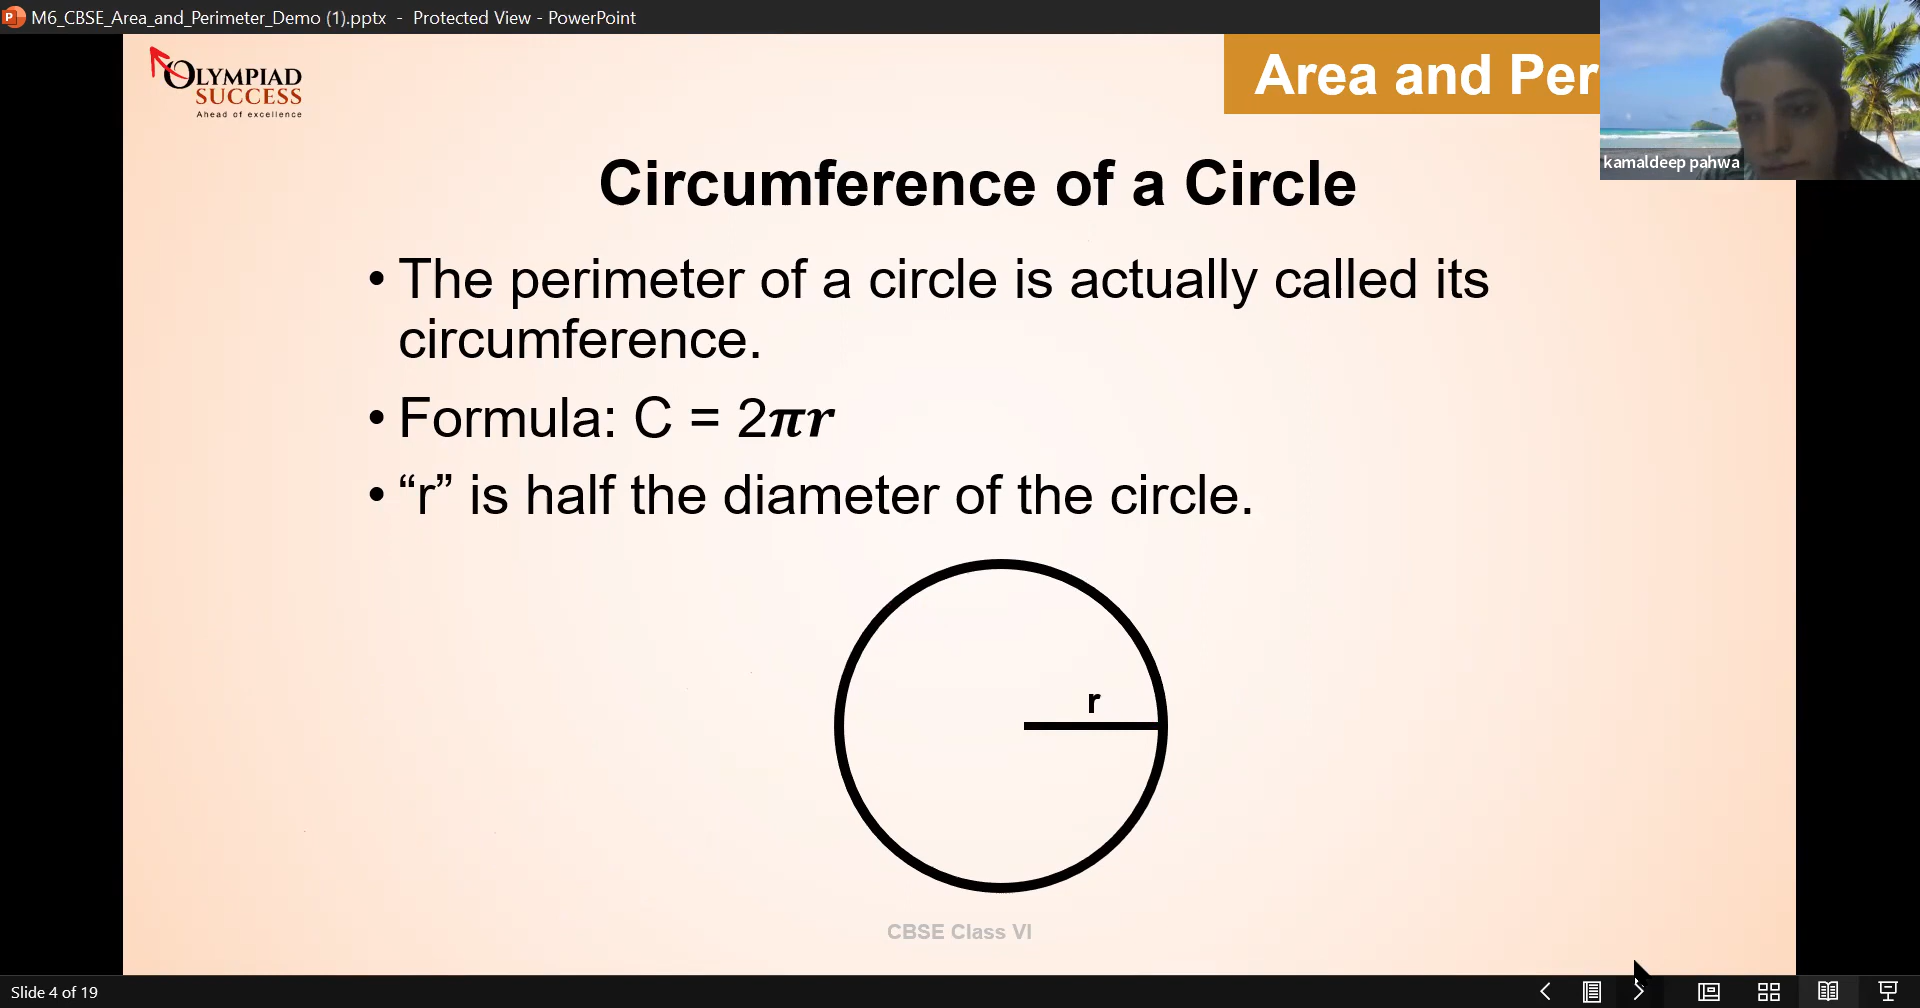 M6_CBSE_Area_and_Perimeter_Demo (1).pptx - Protected View - PowerPoint
OLYMPIAD
SUCCESS
Ahead of excellence
Area and Per
kamaldeep pahwa
Circumference of a Circle
• The perimeter of a circle is actually called its
circumference.
• Formula: C = 2𝝅𝒓
• “r” is half the diameter of the circle.
r
CBSE Class VI
Slide 4 of 19